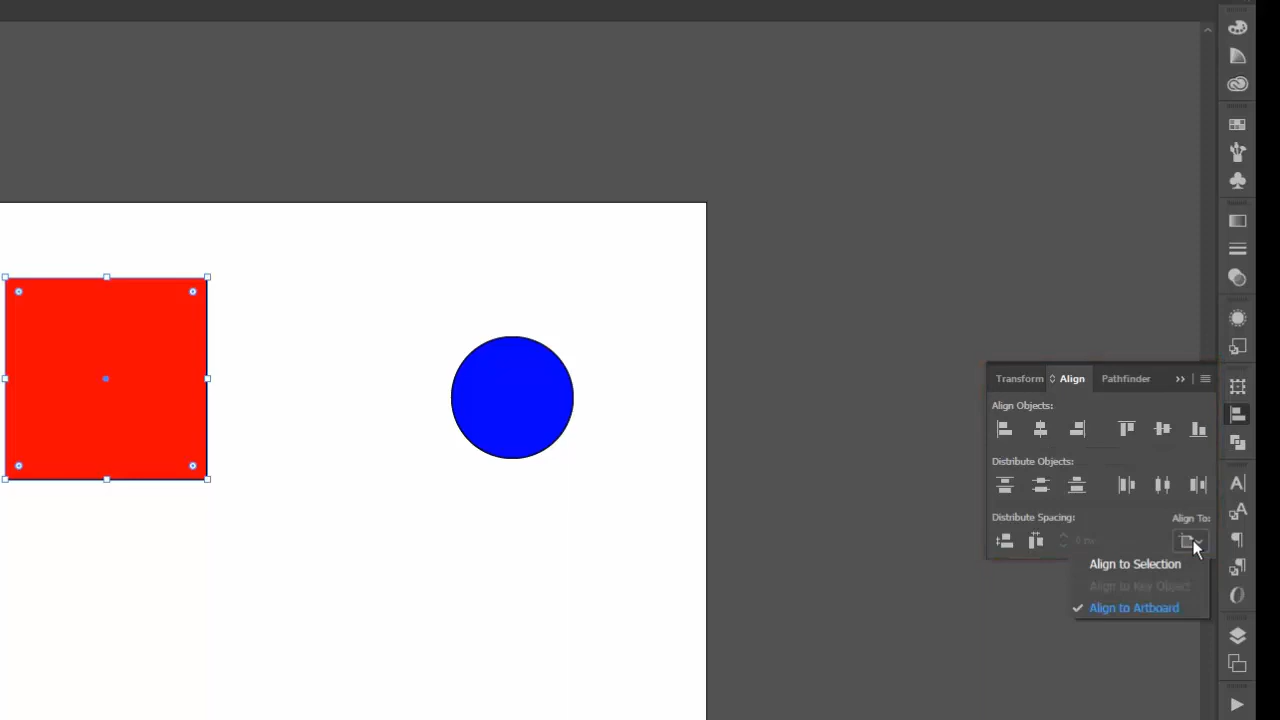 Transform Align Pathfinder
Align Objects:
Distribute Objects:
Distribute Spacing: Align To:
Align to Selection
Align to Key Object
Align to Artboard